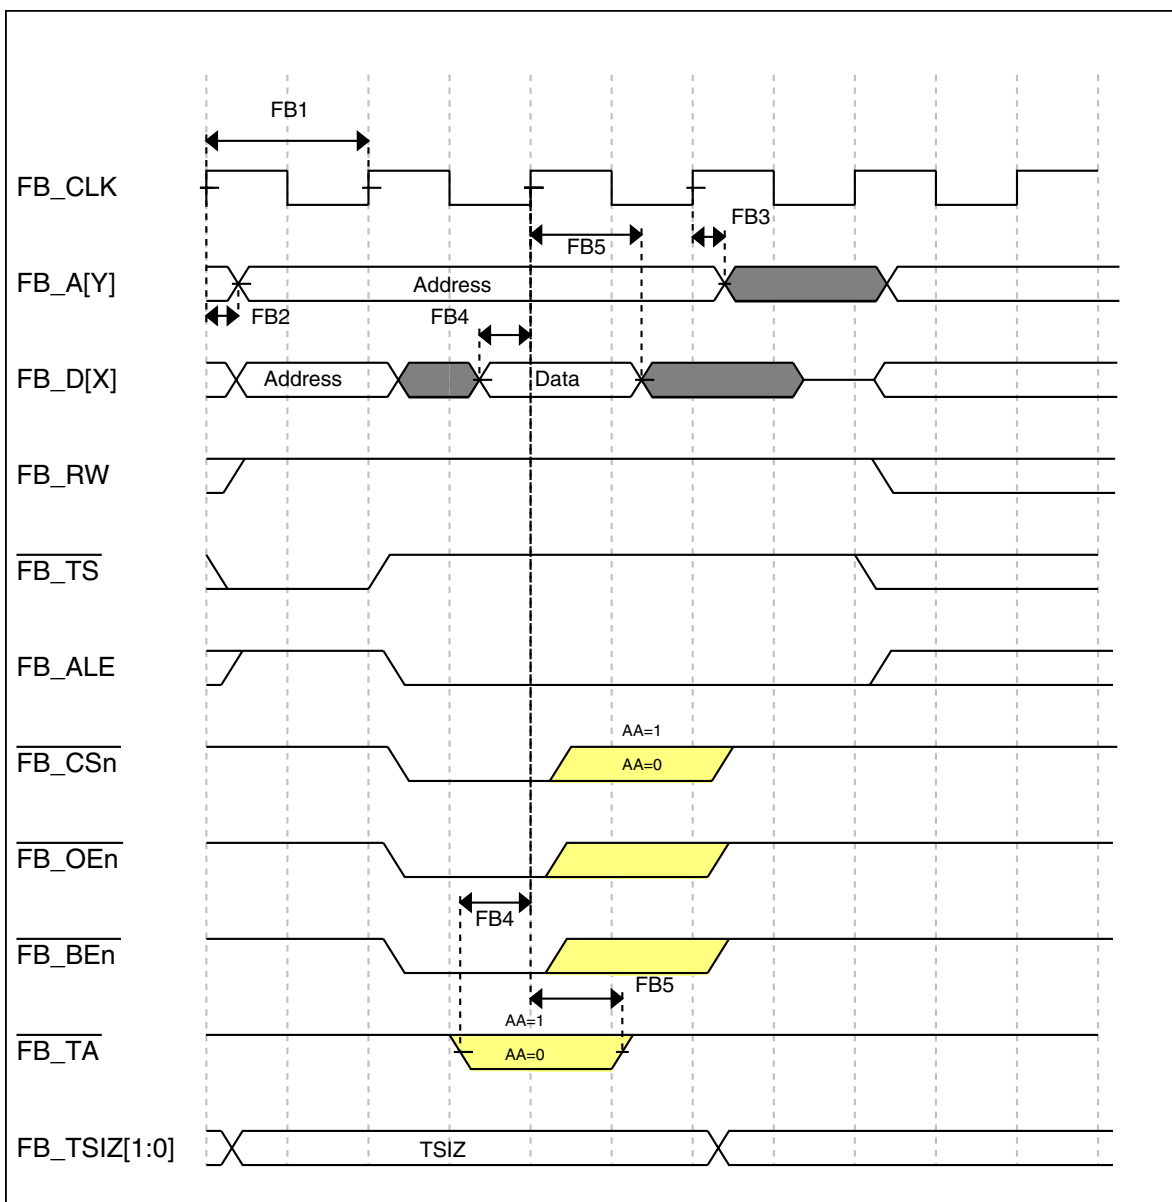 FB1
FB_CLK
FB3
FB5
FB_A[Y]
Address
FB2
FB4
FB_D[X]
Address
Data
FB_RW
FB_TS
FB_ALE
AA=1
FB_CSn
AA=0
FB_OEn
FB4
FB_BEn
FB5
AA=1
FB_TA
AA=0
FB_TSIZ[1:0]
TSIZ